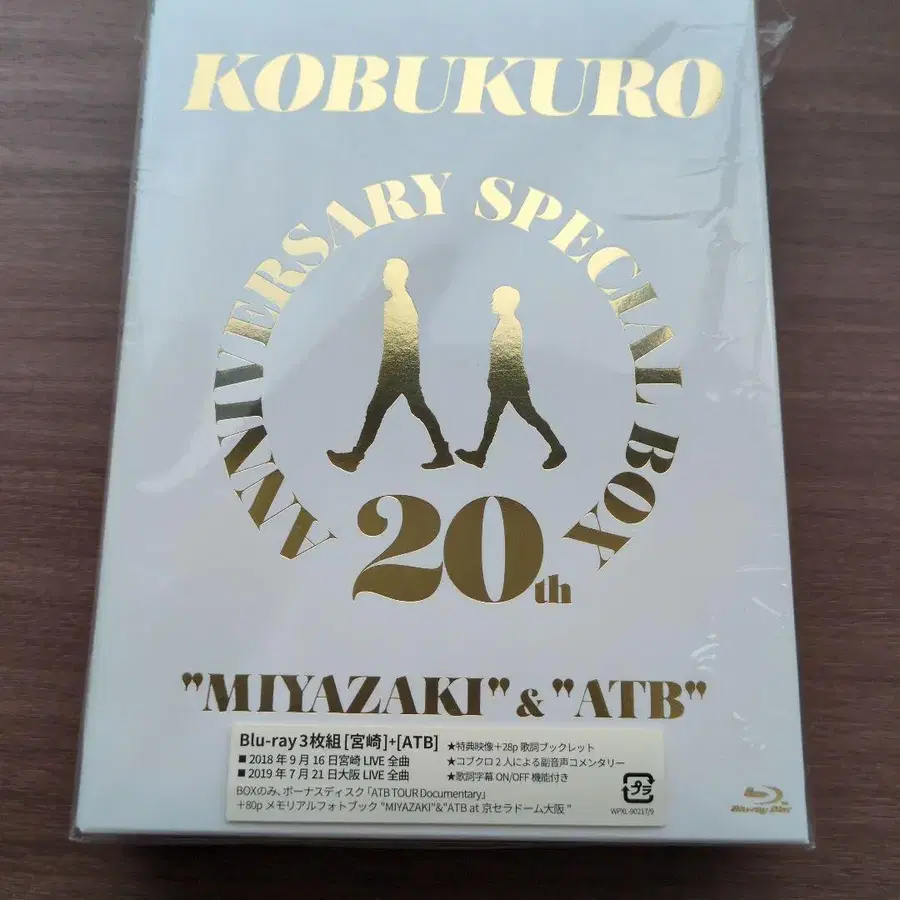 KOBUKURO
ANNIVERSARY SPECIAL BOX
20th
"MIYAZAKI" & "ATB"
Blu-ray 3枚組 [宮崎]+[ATB]
■2018年9月16日宮崎 LIVE 全曲
■2019年7月21日大阪 LIVE 全曲
★特典映像+28p 歌詞ブックレット
★コブクロ2人による副音声コメンタリー
★歌詞字幕 ON/OFF 機能付き
BOXのみ、ボーナスディスク「ATB TOUR Documentary」
+80p メモリアルフォトブック "MIYAZAKI"&"ATB at 京セラドーム大阪"
プラ
WPXL-90217/9
Blu-ray Disc